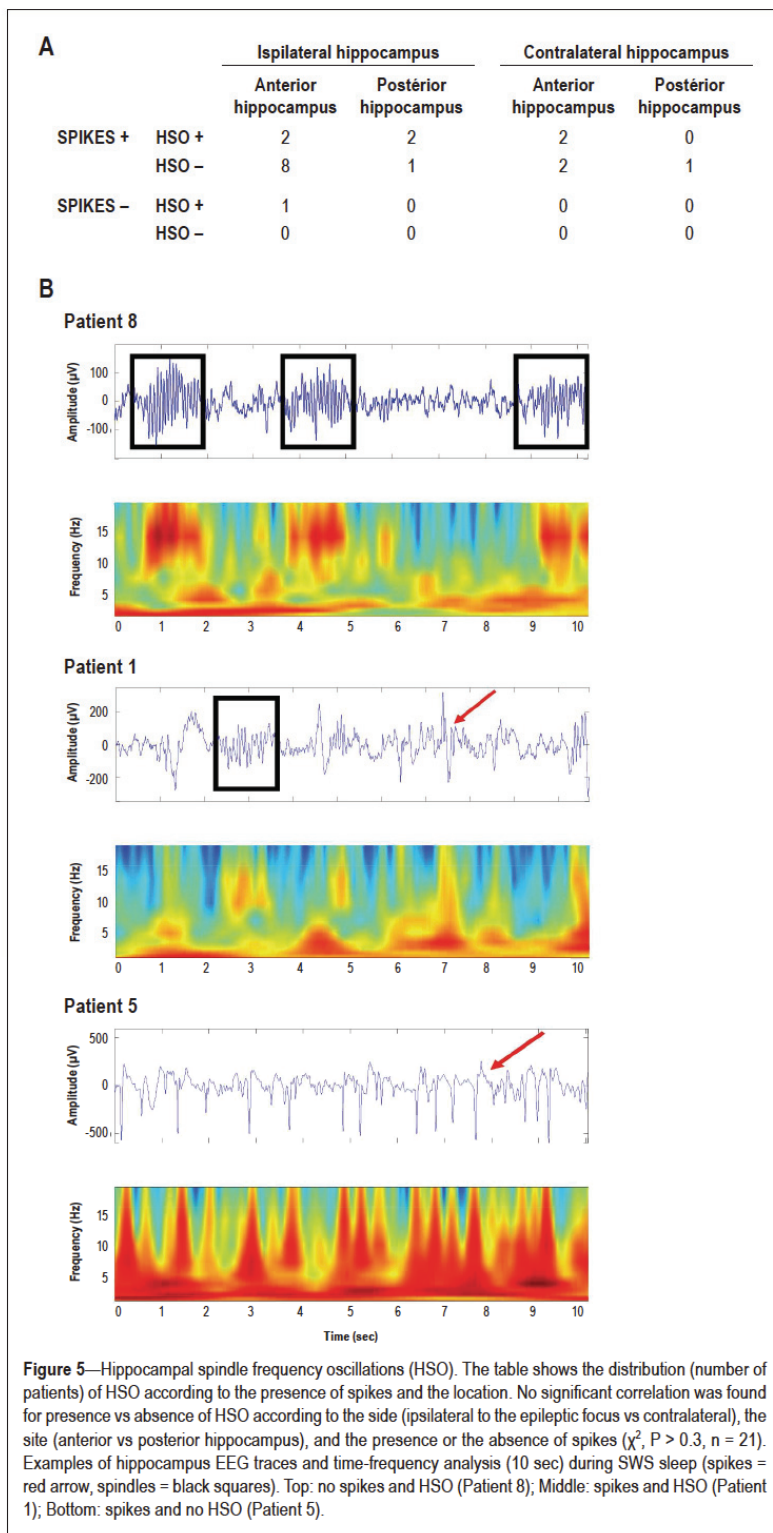 A
Ispilateral hippocampus Contralateral hippocampus
Anterior hippocampus Postérior hippocampus Anterior hippocampus Posterior hippocampus
SPIKES + HSO + 2 2 2 0
HSO – 8 1 2 1
SPIKES – HSO + 1 0 0 0
HSO – 0 0 0 0
B
Patient 8
Amplitude (µV)
100
0
-100
Frequency (Hz)
15
10
5
0 1 2 3 4 5 6 7 8 9 10
Patient 1
Amplitude (µV)
200
0
-200
Frequency (Hz)
15
10
5
0 1 2 3 4 5 6 7 8 9 10
Patient 5
Amplitude (µV)
500
0
-500
Frequency (Hz)
15
10
5
0 1 2 3 4 5 6 7 8 9 10
Time (sec)
Figure 5—Hippocampal spindle frequency oscillations (HSO). The table shows the distribution (number of
patients) of HSO according to the presence of spikes and the location. No significant correlation was found
for presence vs absence of HSO according to the side (ipsilateral to the epileptic focus vs contralateral), the
site (anterior vs posterior hippocampus), and the presence or the absence of spikes (χ², P > 0.3, n = 21).
Examples of hippocampus EEG traces and time-frequency analysis (10 sec) during SWS sleep (spikes =
red arrow, spindles = black squares). Top: no spikes and HSO (Patient 8); Middle: spikes and HSO (Patient
1); Bottom: spikes and no HSO (Patient 5).